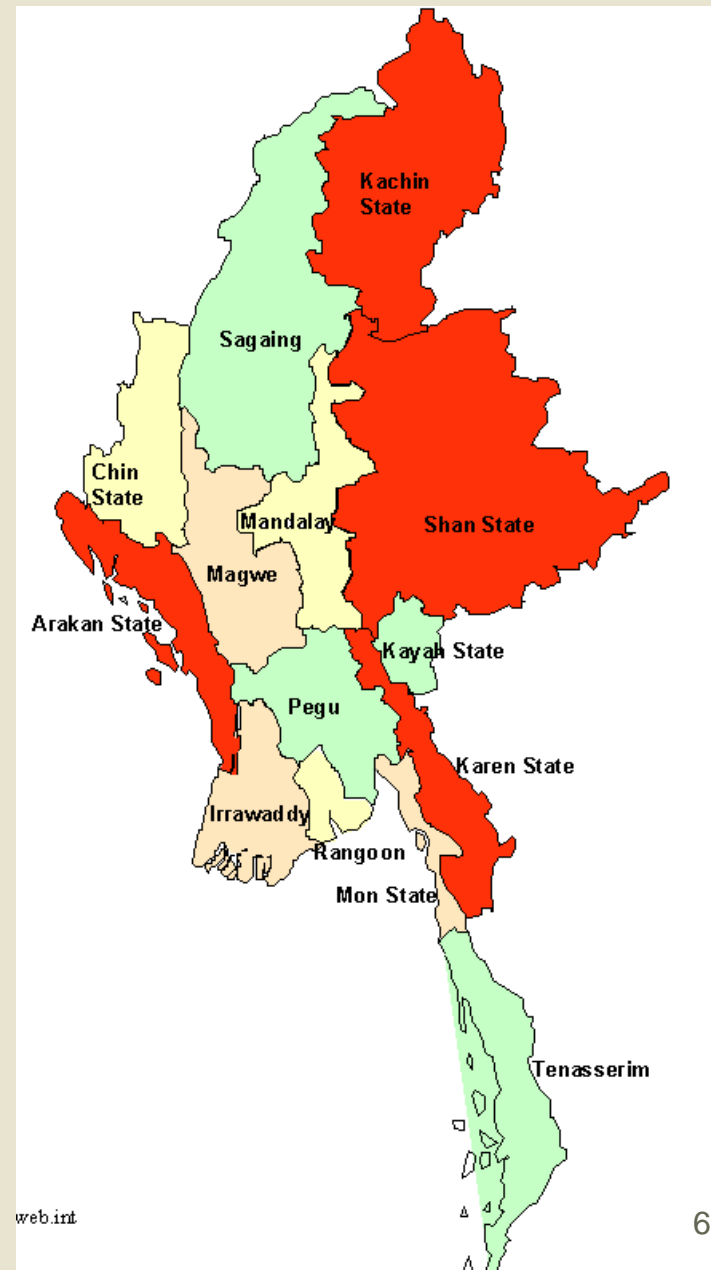 Kachin
State
Sagaing
Chin
State
Mandalay
Shan State
Magwe
Arakan State
Kayah State
Pegu
Karen State
Irrawaddy
Rangoon
Mon State
Tenasserim
web.int
6